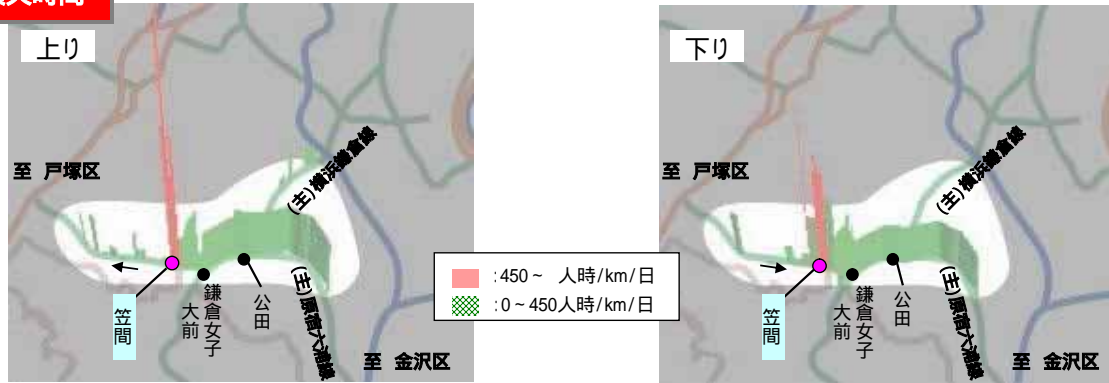 損失時間
上り
至 戸塚区
(主)横浜鎌倉線
(主)原宿六浦線
笠間
鎌倉女子
大前
公田
至 金沢区
:450~ 人時/km/日
:0~450人時/km/日
下り
至 戸塚区
(主)横浜鎌倉線
(主)原宿六浦線
笠間
鎌倉女子
大前
公田
至 金沢区